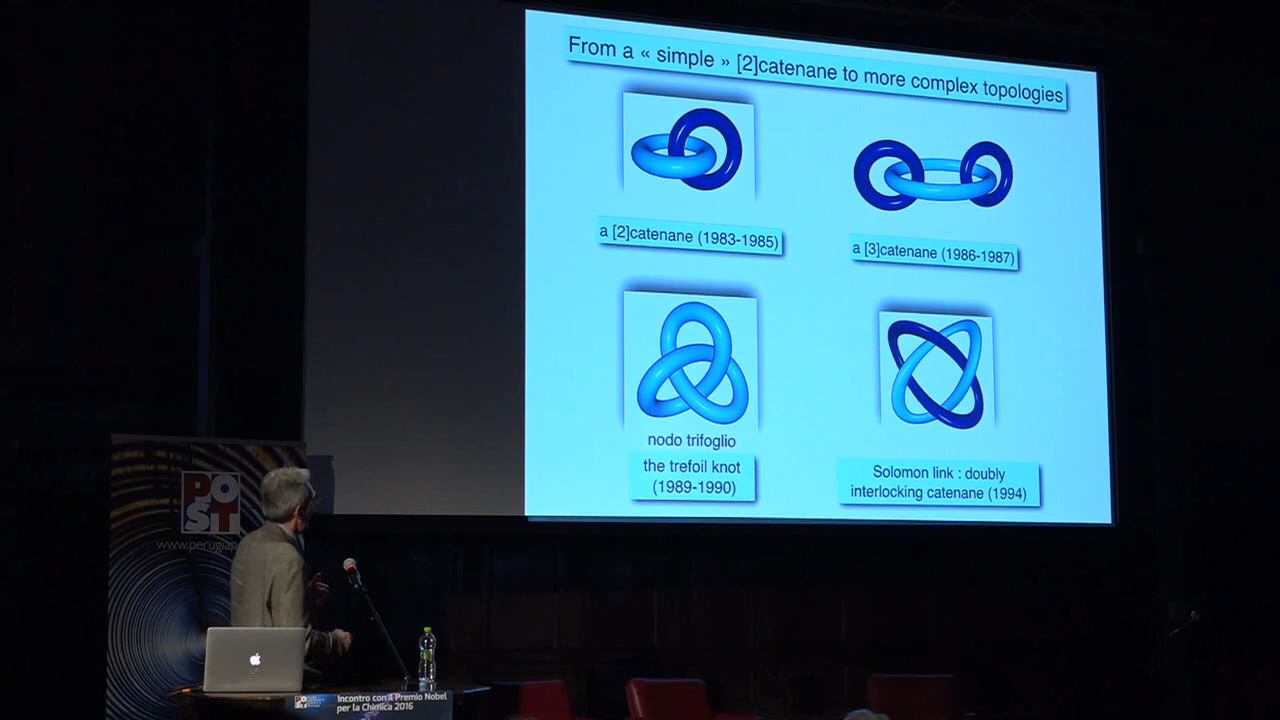 From a « simple » [2]catenane to more complex topologies
a [2]catenane (1983-1985)
a [3]catenane (1986-1987)
nodo trifoglio
the trefoil knot
(1989-1990)
Solomon link : doubly
interlocking catenane (1994)
PO
ST
www.perugiapo
Incontro con il Premio Nobel
per la Chimica 2016